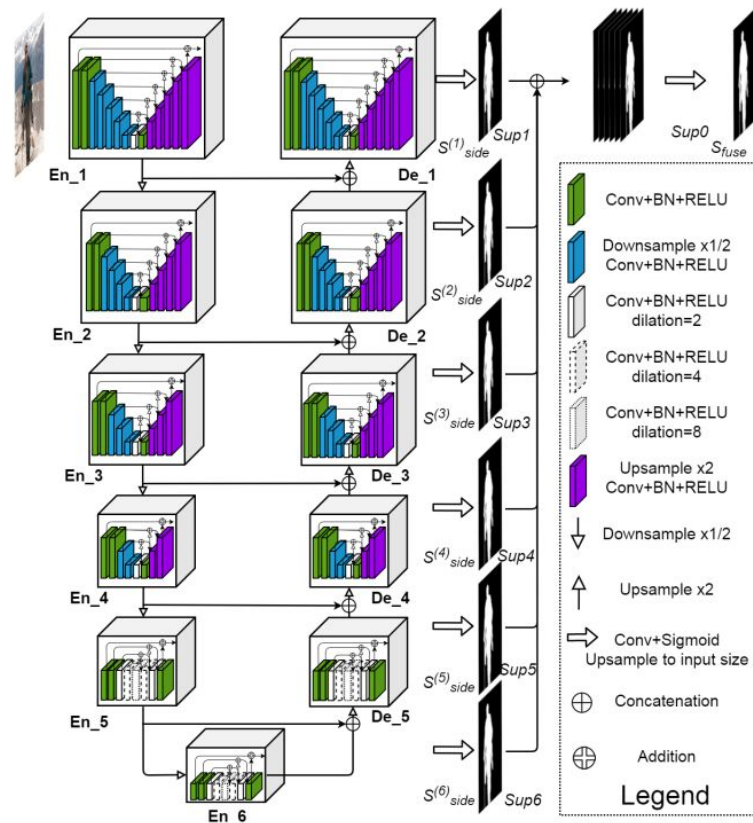 En_1
De_1
S(1)side
Sup1
Sup0
Sfuse
En_2
De_2
S(2)side
Sup2
En_3
De_3
S(3)side
Sup3
En_4
De_4
S(4)side
Sup4
En_5
De_5
S(5)side
Sup5
En_6
S(6)side
Sup6
Conv+BN+RELU
Downsample x1/2
Conv+BN+RELU
Conv+BN+RELU
dilation=2
Conv+BN+RELU
dilation=4
Conv+BN+RELU
dilation=8
Upsample x2
Conv+BN+RELU
Downsample x1/2
Upsample x2
Conv+Sigmoid
Upsample to input size
Concatenation
Addition
Legend